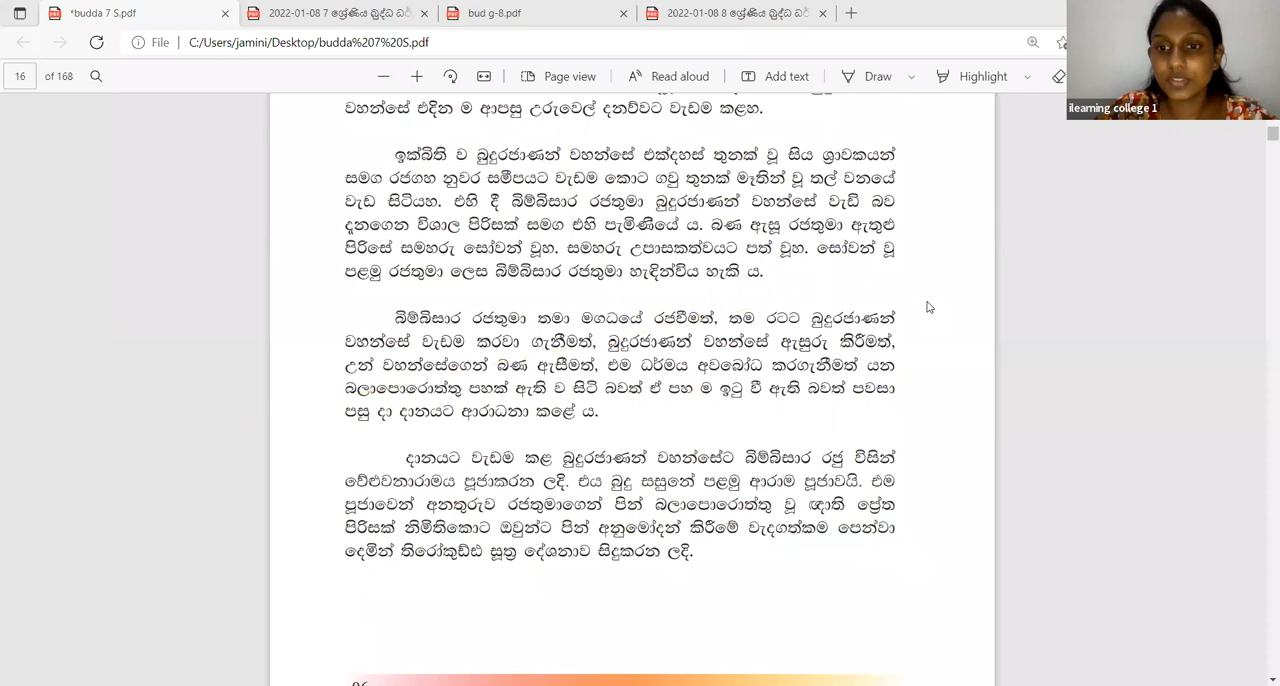 *budda 7 S.pdf
2022-01-08 7 ශ්‍රේණිය බුද්ධ ධර්
bud g-8.pdf
2022-01-08 8 ශ්‍රේණිය බුද්ධ ධර්
File | C:/Users/jamini/Desktop/budda%207%20S.pdf
16 of 168
Page view
Read aloud
Add text
Draw
Highlight
ilearning college 1
වහන්සේ එදින ම ආපසු උරුවෙල් දනව්වට වැඩම කළහ.
ඉක්බිති ව බුදුරජාණන් වහන්සේ එක්දහස් තුනක් වූ සිය ශ්‍රාවකයන්
සමග රජගහ නුවර සමීපයට වැඩම කොට ගවු තුනක් මෑතින් වූ තල් වනයේ
වැඩ සිටියහ. එහි දී බිම්බිසාර රජතුමා බුදුරජාණන් වහන්සේ වැඩි බව
දැනගෙන විශාල පිරිසක් සමග එහි පැමිණියේ ය. බණ ඇසූ රජතුමා ඇතුළු
පිරිසේ සමහරු සෝවන් වූහ. සමහරු උපාසකත්වයට පත් වූහ. සෝවන් වූ
පළමු රජතුමා ලෙස බිම්බිසාර රජතුමා හැඳින්විය හැකි ය.
බිම්බිසාර රජතුමා තමා මගධයේ රජවීමත්, තම රටට බුදුරජාණන්
වහන්සේ වැඩම කරවා ගැනීමත්, බුදුරජාණන් වහන්සේ ඇසුරු කිරීමත්,
උන් වහන්සේගෙන් බණ ඇසීමත්, එම ධර්මය අවබෝධ කරගැනීමත් යන
බලාපොරොත්තු පහක් ඇති ව සිටි බවත් ඒ පහ ම ඉටු වී ඇති බවත් පවසා
පසු දා දානයට ආරාධනා කළේ ය.
දානයට වැඩම කළ බුදුරජාණන් වහන්සේට බිම්බිසාර රජු විසින්
වේළුවනාරාමය පූජාකරන ලදි. එය බුදු සසුනේ පළමු ආරාම පූජාවයි. එම
පූජාවෙන් අනතුරුව රජතුමාගෙන් පින් බලාපොරොත්තු වූ ඥාති ප්‍රේත
පිරිසක් නිමිතිකොට ඔවුන්ට පින් අනුමෝදන් කිරීමේ වැදගත්කම පෙන්වා
දෙමින් තිරෝකුඩ්ඩ සූත්‍ර දේශනාව සිදුකරන ලදි.